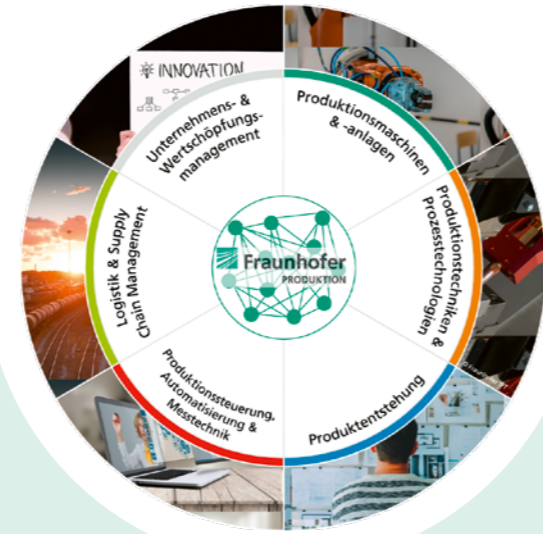 INNOVATION
Unternehmens- &
Wertschöpfungs-
management
Produktionsmaschinen
& -anlagen
Produktionstechniken &
Prozesstechnologien
Produktentstehung
Produktionssteuerung,
Automatisierung &
Messtechnik
Logistik & Supply
Chain Management
Fraunhofer
PRODUKTION